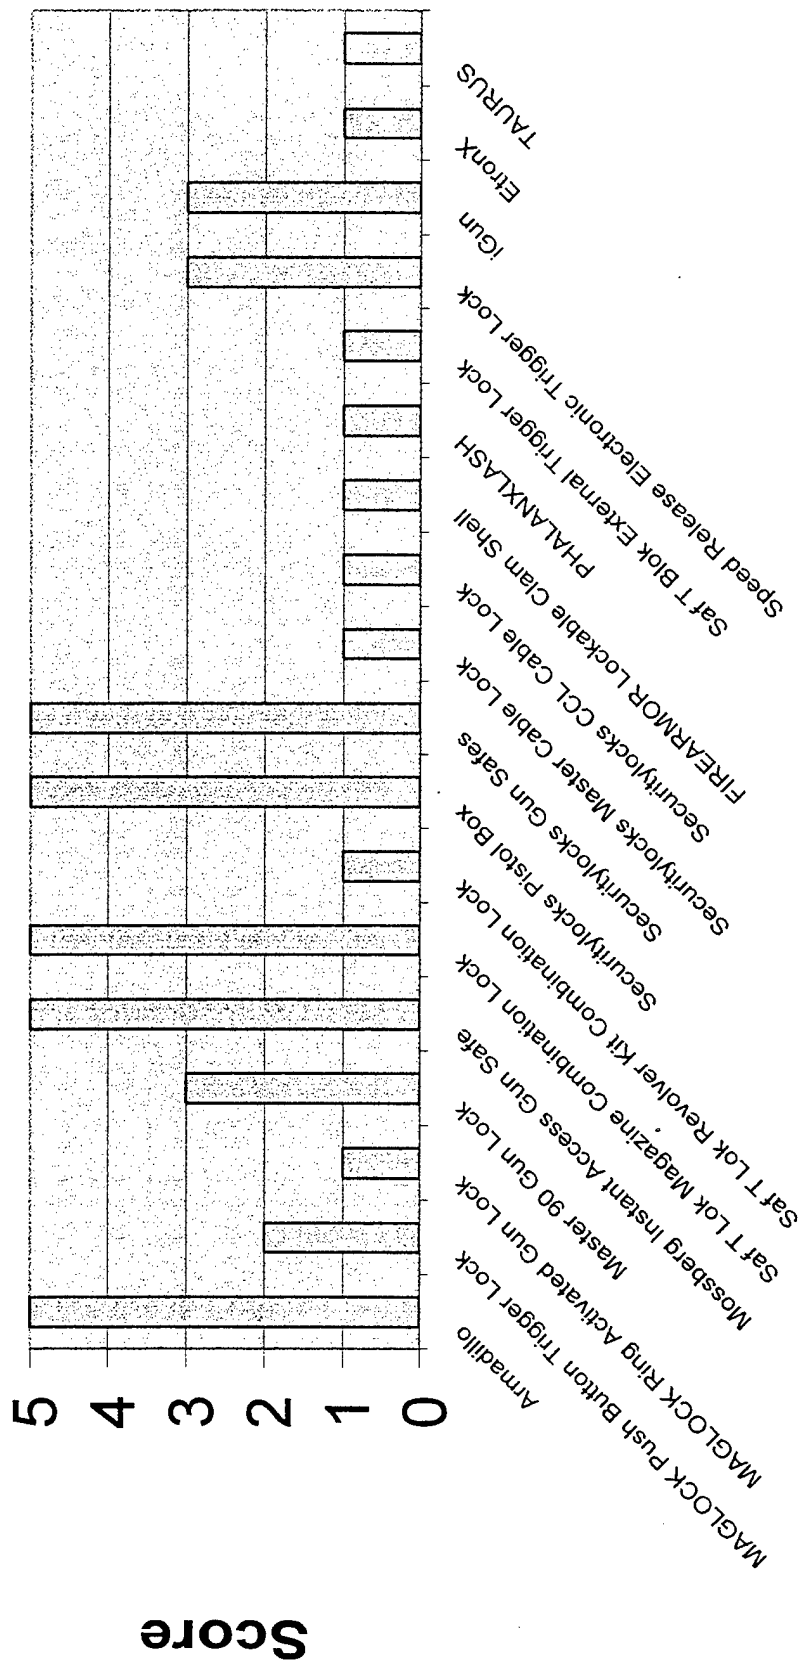 Score
5
4
3
2
1
0
Armadillo
MAGLOCK Push Button Trigger Lock
MAGLOCK Ring Activated Gun Lock
Master 90 Gun Lock
Mossberg Instant Access Gun Safe
Saf T Lok Magazine Combination Lock
Saf T Lok Revolver Kit Combination Lock
Securitylocks Pistol Box
Securitylocks Gun Safes
Securitylocks Master Cable Lock
Securitylocks CCL Cable Lock
FIREARMOR Lockable Clam Shell
PHALANXLASH
Saf T Blok External Trigger Lock
Speed Release Electronic Trigger Lock
iGun
EtronX
TAURUS